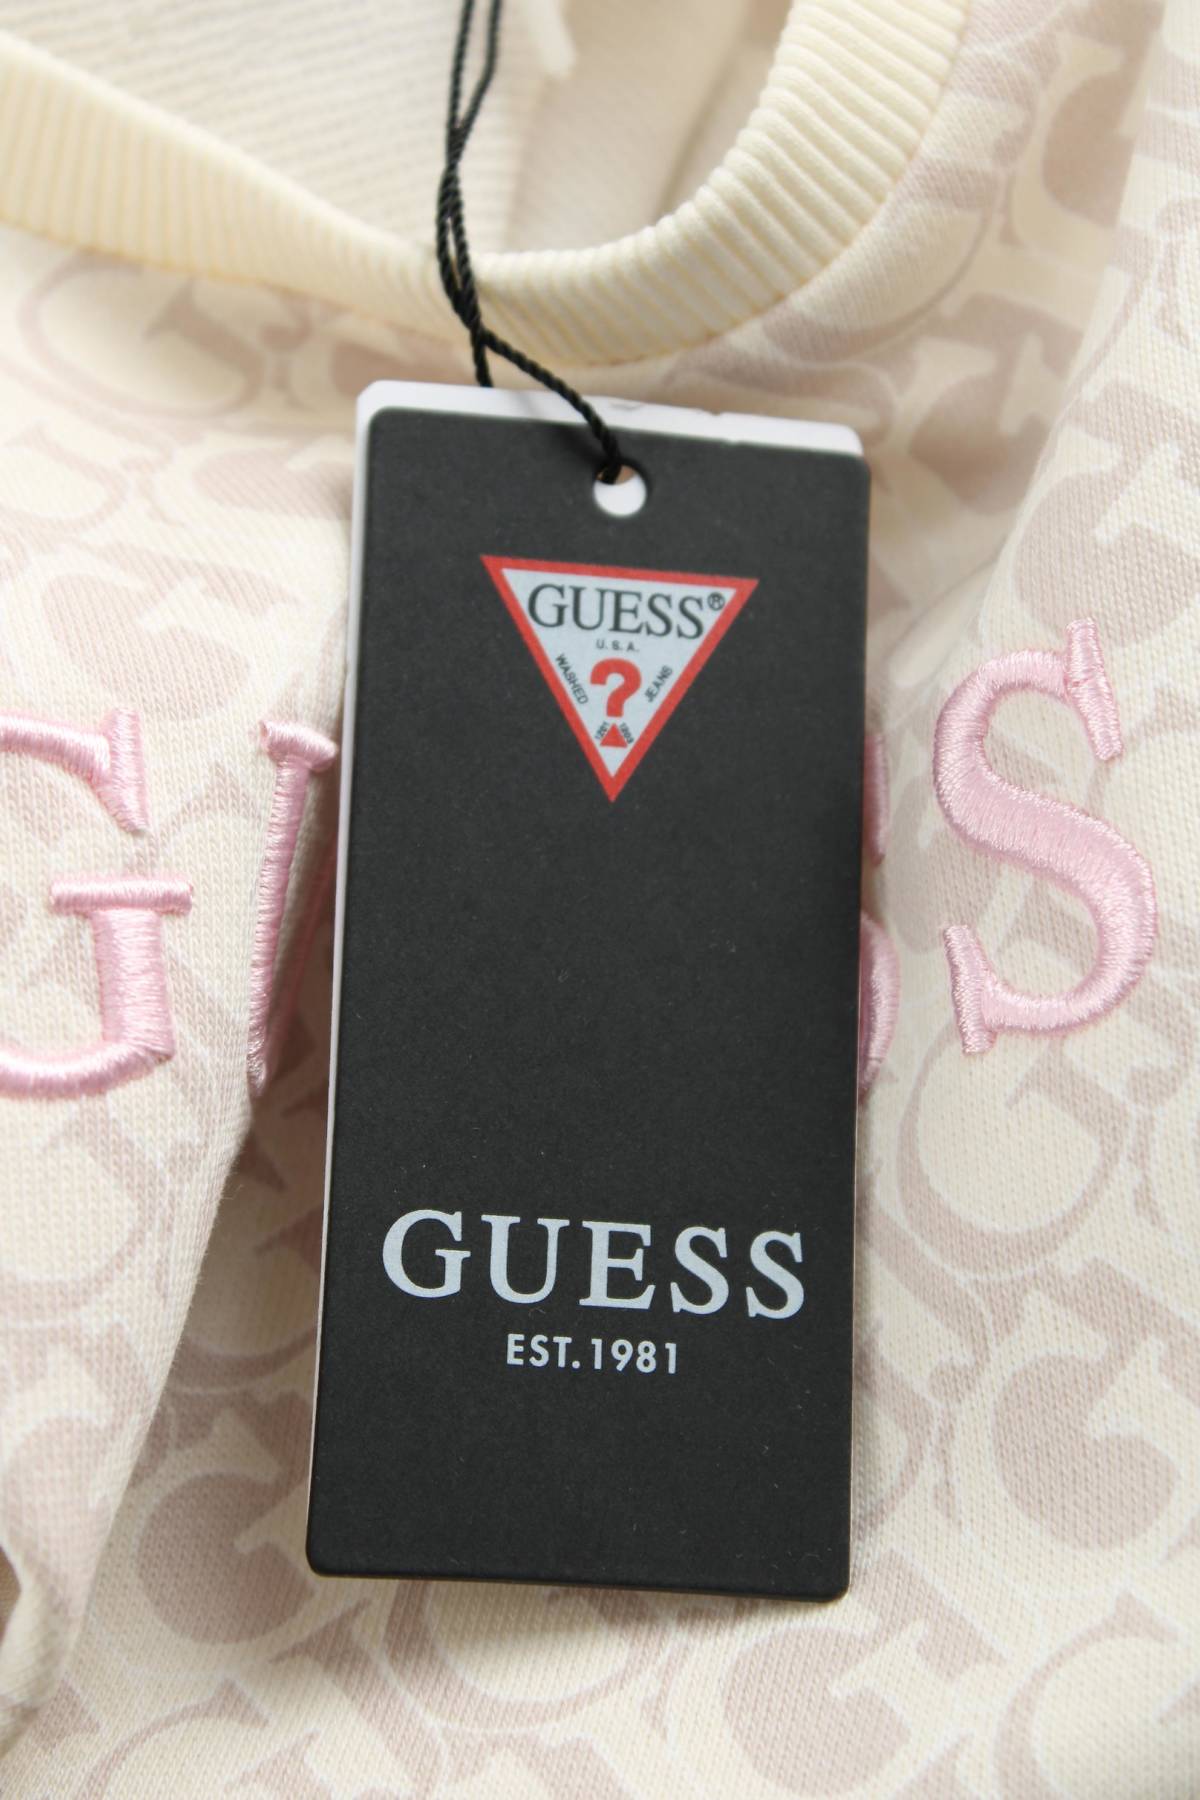 GUESS®
U.S.A.
WASHED ? JEANS
GUESS
EST. 1981
GU S